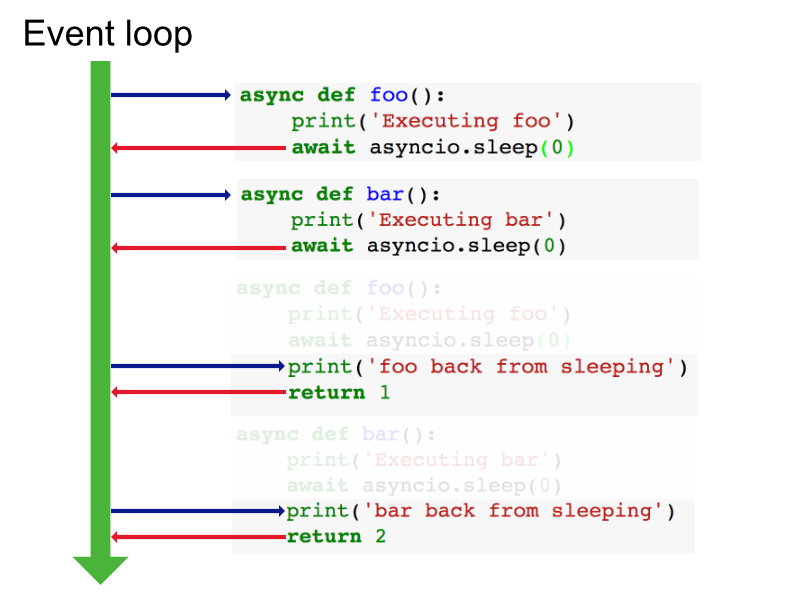 Event loop
async def foo():
    print('Executing foo')
    await asyncio.sleep(0)
async def bar():
    print('Executing bar')
    await asyncio.sleep(0)
async def foo():
    print('Executing foo')
    await asyncio.sleep(0)
    print('foo back from sleeping')
    return 1
async def bar():
    print('Executing bar')
    await asyncio.sleep(0)
    print('bar back from sleeping')
    return 2